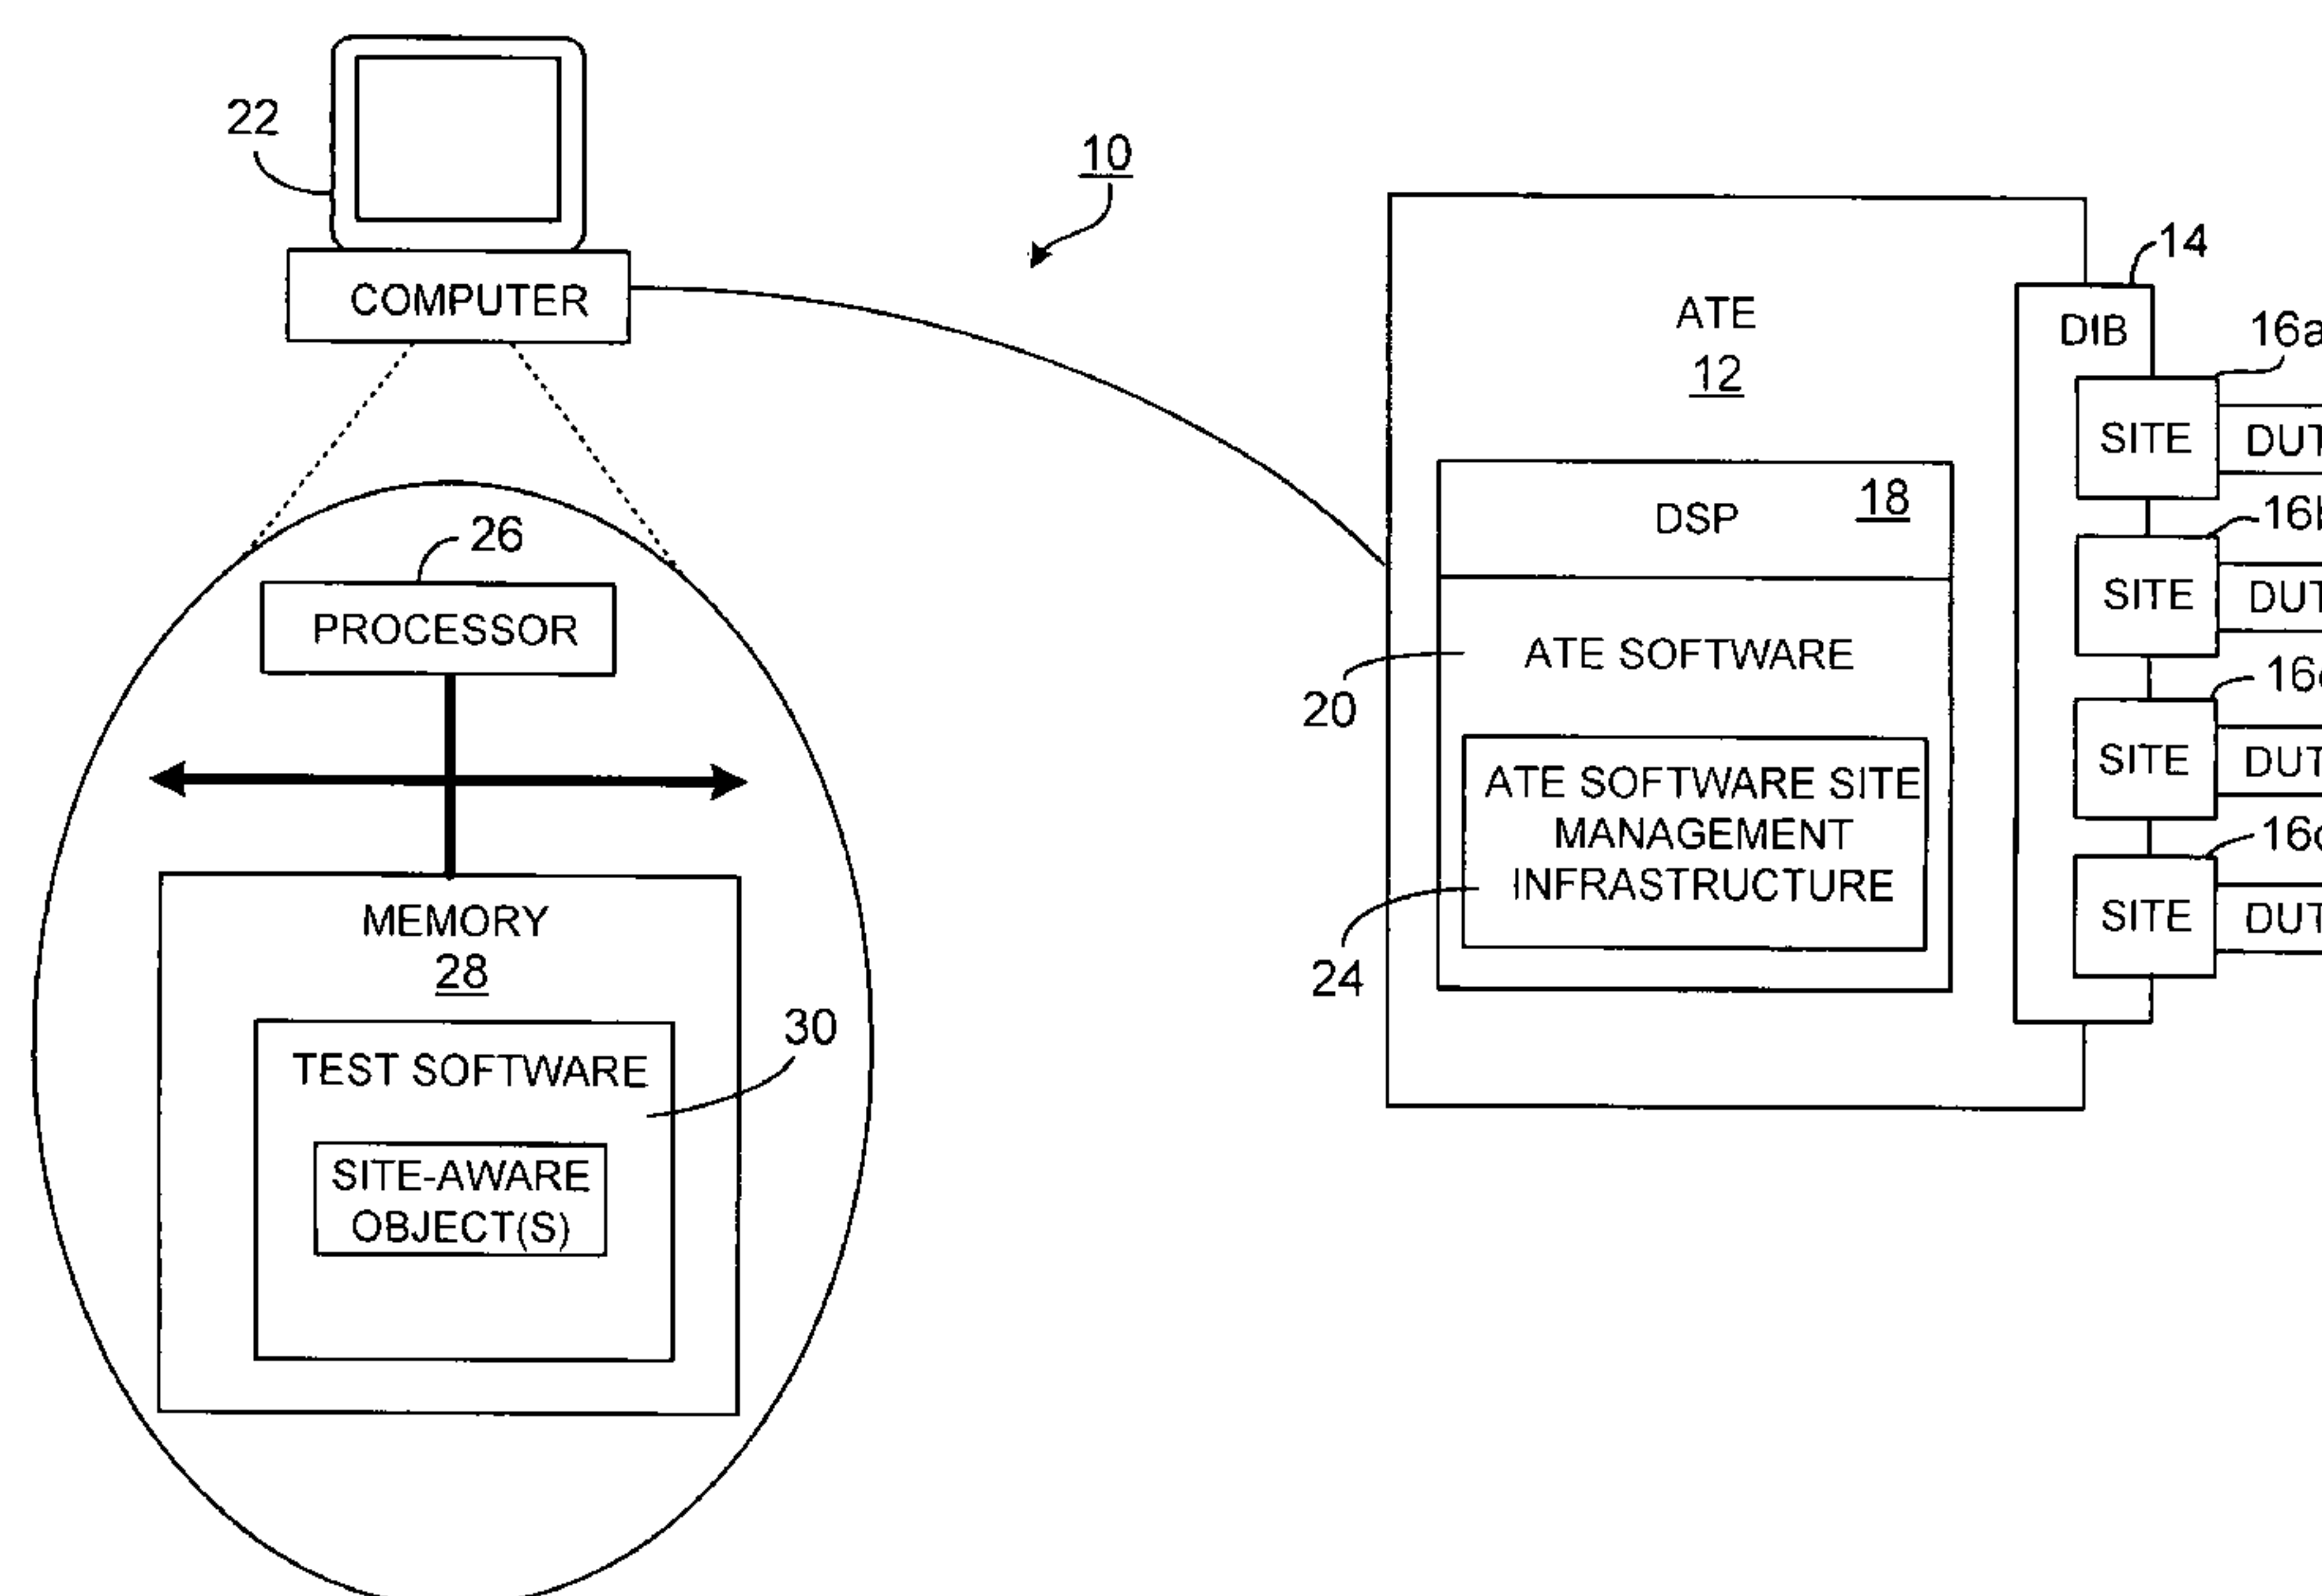 22
COMPUTER
10
26
PROCESSOR
MEMORY
28
30
TEST SOFTWARE
SITE-AWARE
OBJECT(S)
ATE
12
14
DIB
16a
SITE
DUT
16b
SITE
DUT
SITE
DUT
SITE
DUT
18
DSP
ATE SOFTWARE
20
ATE SOFTWARE SITE
MANAGEMENT
INFRASTRUCTURE
24